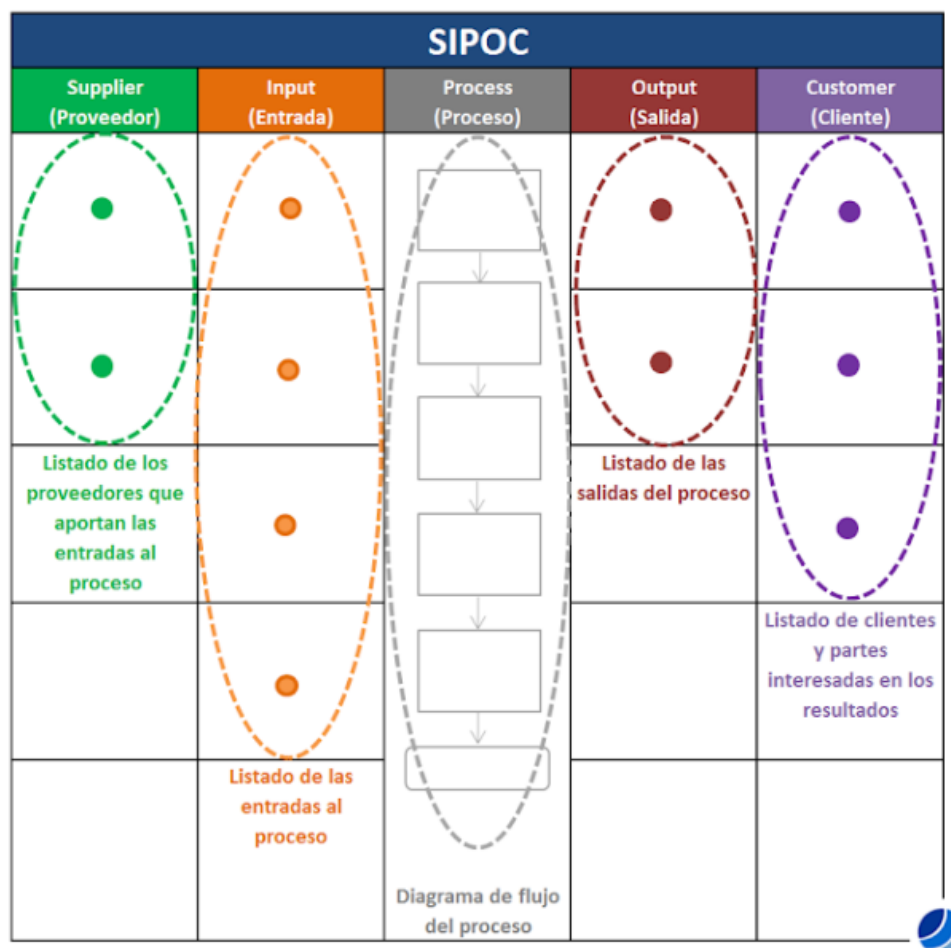 SIPOC
Supplier
(Proveedor)
Input
(Entrada)
Process
(Proceso)
Output
(Salida)
Customer
(Cliente)
Listado de los
proveedores que
aportan las
entradas al
proceso
Listado de las
entradas al
proceso
Diagrama de flujo
del proceso
Listado de las
salidas del proceso
Listado de clientes
y partes
interesadas en los
resultados